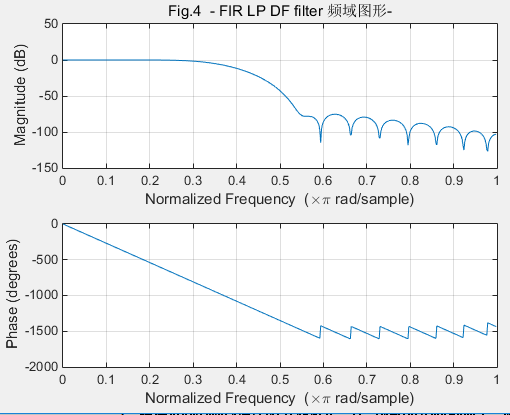 Fig.4 - FIR LP DF filter 频域图形-
50
0
-50
-100
-150
Magnitude (dB)
0 0.1 0.2 0.3 0.4 0.5 0.6 0.7 0.8 0.9 1
Normalized Frequency (×π rad/sample)
0
-500
-1000
-1500
-2000
Phase (degrees)
0 0.1 0.2 0.3 0.4 0.5 0.6 0.7 0.8 0.9 1
Normalized Frequency (×π rad/sample)